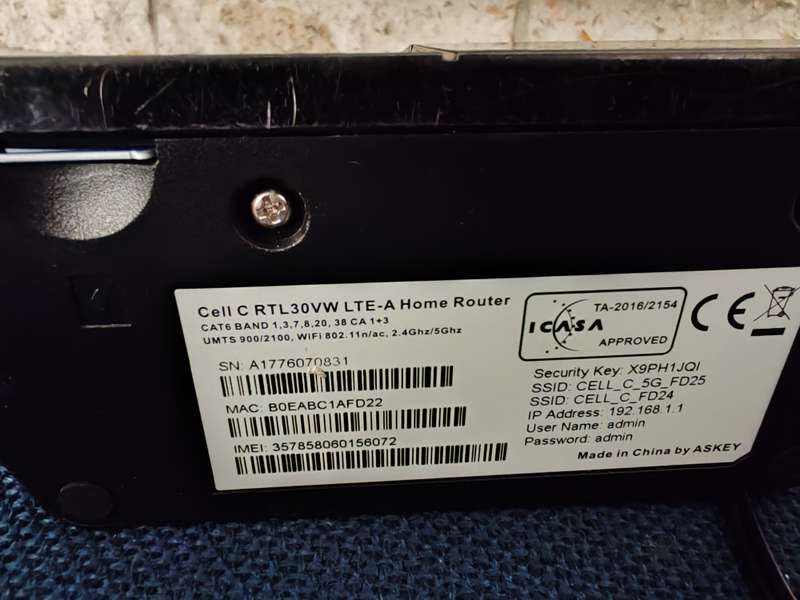 Cell C RTL30VW LTE-A Home Router
CAT6 BAND 1,3,7,8,20, 38 CA 1+3
UMTS 900/2100, WiFi 802.11n/ac, 2.4Ghz/5Ghz
SN: A1776070831
MAC: B0EABC1AFD22
IMEI: 357858060156072
TA-2016/2154
ICASA
APPROVED
CE
Security Key: X9PH1JQI
SSID: CELL_C_5G_FD25
SSID: CELL_C_FD24
IP Address: 192.168.1.1
User Name: admin
Password: admin
Made in China by ASKEY